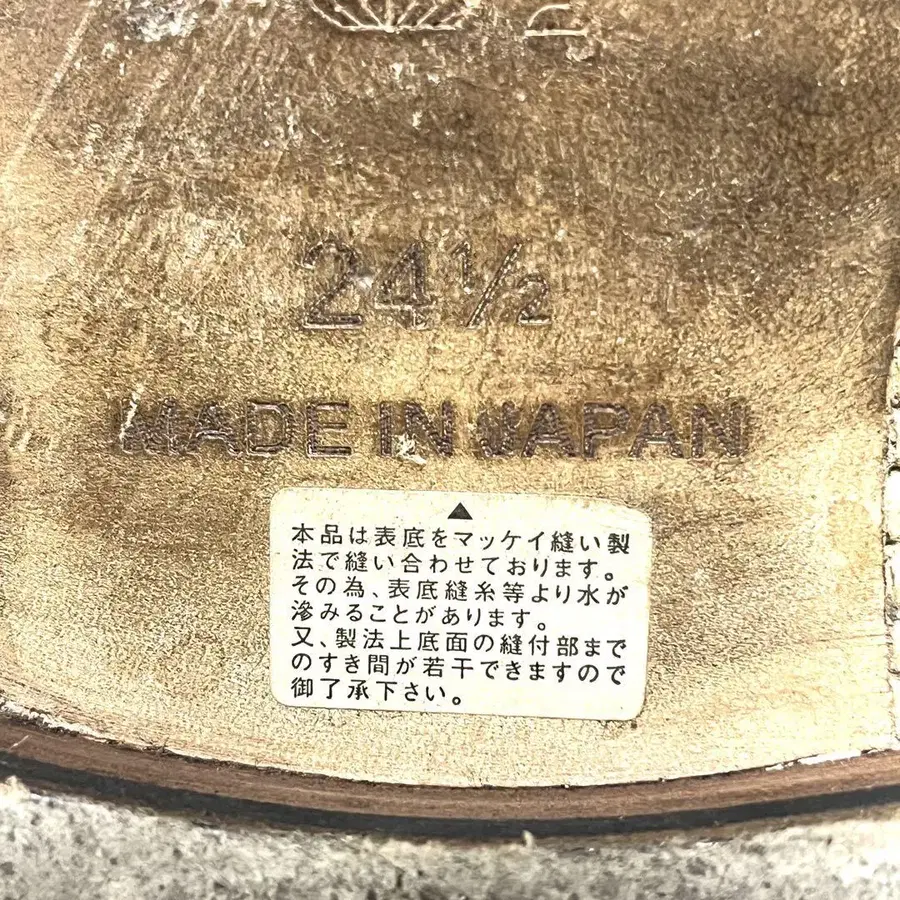 24½
MADE IN JAPAN
本品は表底をマッケイ縫い製
法で縫い合わせております。
その為、表底縫糸等より水が
滲みることがあります。
又、製法上底面の縫付部まで
のすき間が若干できますので
御了承下さい。